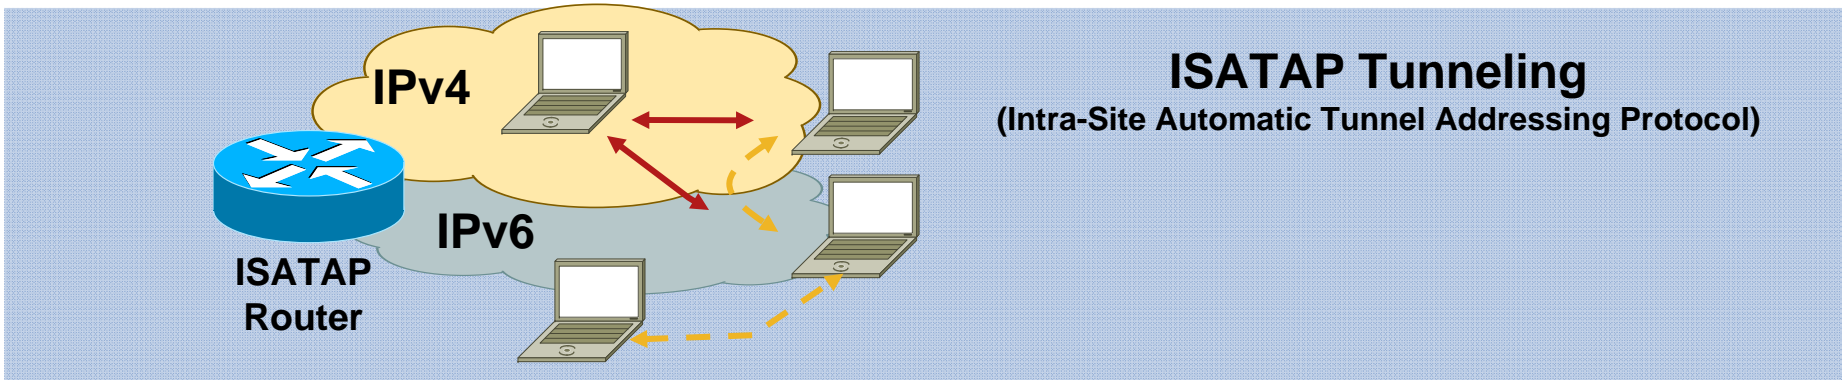 ISATAP Tunneling
(Intra-Site Automatic Tunnel Addressing Protocol)
IPv4
IPv6
ISATAP
Router